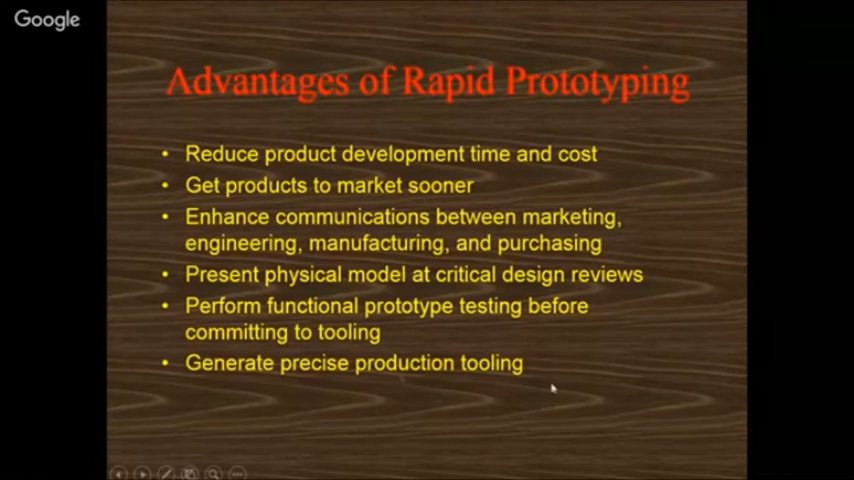 Google
Advantages of Rapid Prototyping
• Reduce product development time and cost
• Get products to market sooner
• Enhance communications between marketing,
engineering, manufacturing, and purchasing
• Present physical model at critical design reviews
• Perform functional prototype testing before
committing to tooling
• Generate precise production tooling